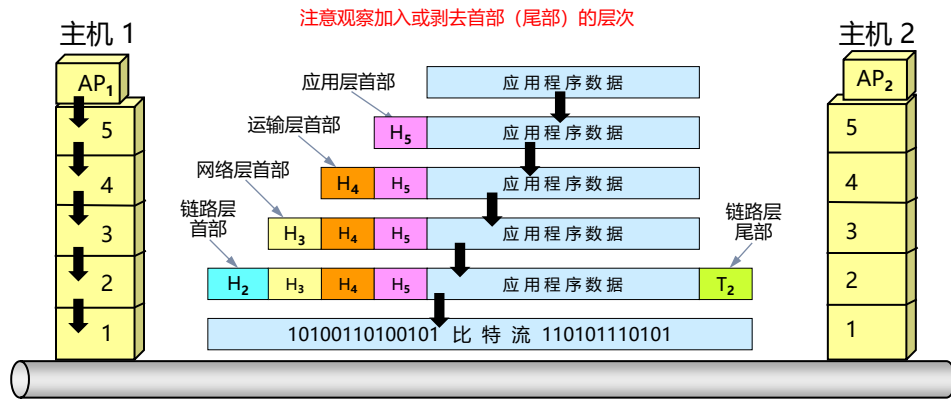 注意观察加入或剥去首部（尾部）的层次
主机 1
主机 2
AP1
AP2
应用层首部
应用程序数据
5
H5
应用程序数据
5
运输层首部
4
H4
H5
应用程序数据
4
网络层首部
3
H3
H4
H5
应用程序数据
3
链路层
首部
链路层
尾部
2
H2
H3
H4
H5
应用程序数据
T2
2
1
10100110100101 比特流 110101110101
1